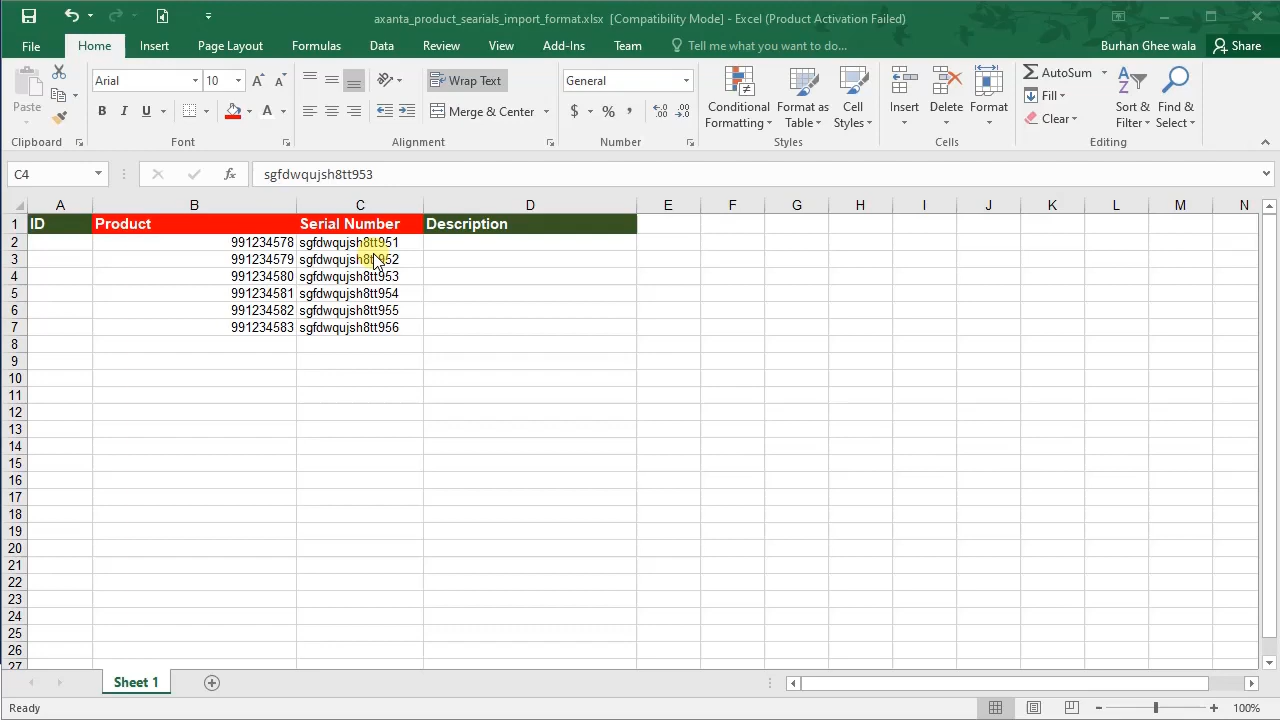 axanta_product_searials_import_format.xlsx [Compatibility Mode] - Excel (Product Activation Failed)
File Home Insert Page Layout Formulas Data Review View Add-Ins Team Tell me what you want to do... Burhan Ghee wala Share
Paste
Clipboard
Arial 10
B I U A
Font
Wrap Text
Merge & Center
Alignment
General
$ % ,
Number
Conditional Formatting
Format as Table
Cell Styles
Styles
Insert Delete Format
Cells
AutoSum
Fill
Clear
Sort & Filter
Find & Select
Editing
C4 fx sgfdwqujsh8tt953
A B C D E F G H I J K L M N
1 ID Product Serial Number Description
2 991234578 sgfdwqujsh8tt951
3 991234579 sgfdwqujsh8tt952
4 991234580 sgfdwqujsh8tt953
5 991234581 sgfdwqujsh8tt954
6 991234582 sgfdwqujsh8tt955
7 991234583 sgfdwqujsh8tt956
8
9
10
11
12
13
14
15
16
17
18
19
20
21
22
23
24
25
26
27
Sheet 1
Ready 100%